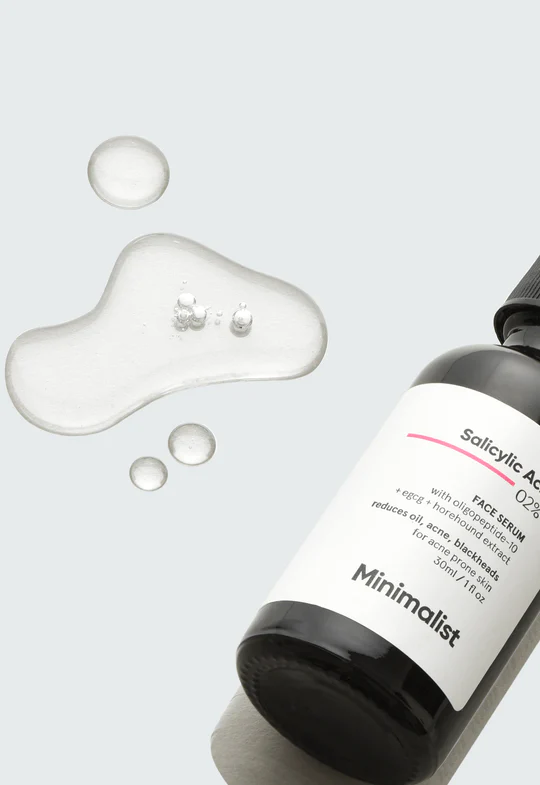 Salicylic Ac
02%
FACE SERUM
with oligopeptide-10
+ egcg + horehound extract
reduces oil, acne, blackheads
for acne prone skin
30ml / 1 fl oz
Minimalist